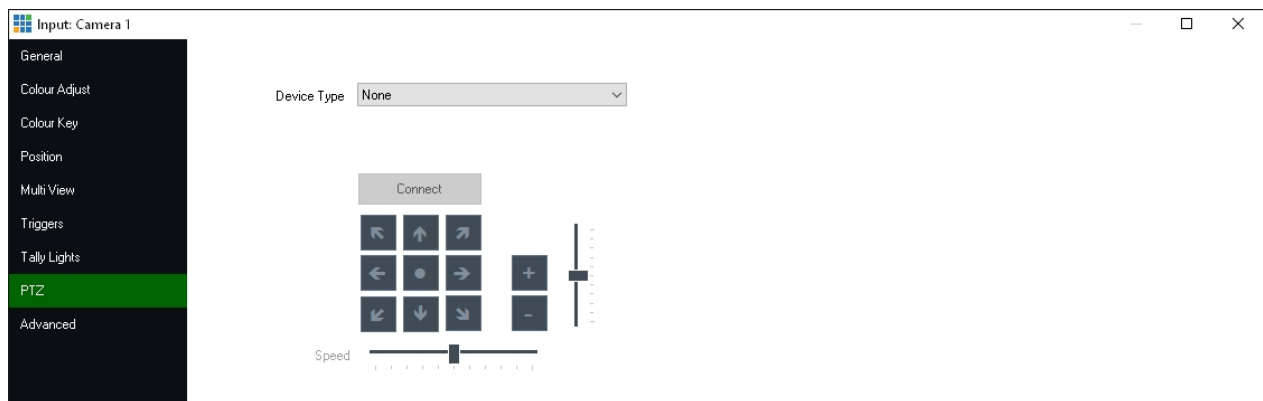 Input: Camera 1
General
Colour Adjust
Colour Key
Position
Multi View
Triggers
Tally Lights
PTZ
Advanced
Device Type None
Connect
+
-
Speed